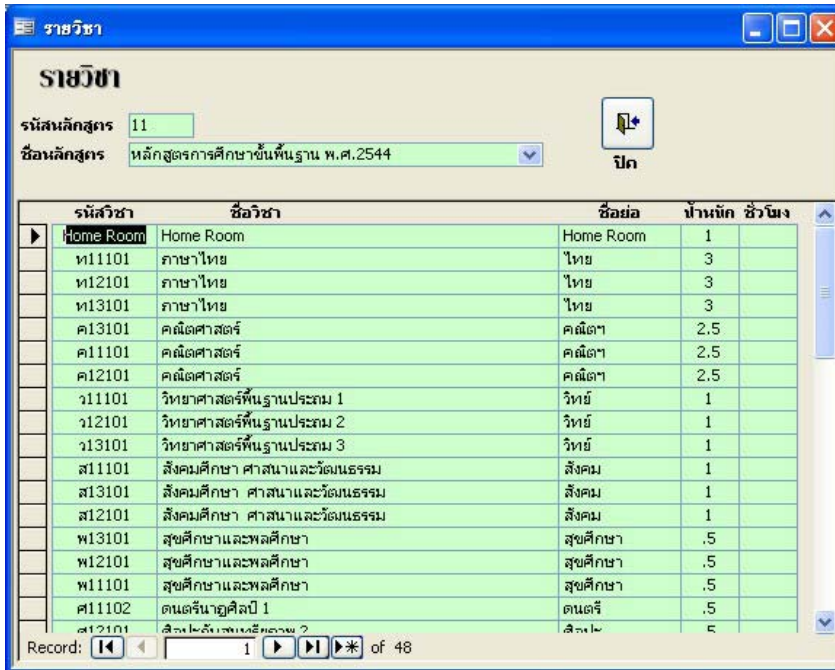 รายวิชา
รายวิชา
รหัสหลักสูตร 11
ชื่อหลักสูตร หลักสูตรการศึกษาขั้นพื้นฐาน พ.ศ.2544
ปิด
รหัสวิชา ชื่อวิชา ชื่อย่อ น้ำหนัก ชั่วโมง
Home Room Home Room Home Room 1
ท11101 ภาษาไทย ไทย 3
ท12101 ภาษาไทย ไทย 3
ท13101 ภาษาไทย ไทย 3
ค13101 คณิตศาสตร์ คณิตฯ 2.5
ค11101 คณิตศาสตร์ คณิตฯ 2.5
ค12101 คณิตศาสตร์ คณิตฯ 2.5
ว11101 วิทยาศาสตร์พื้นฐานประถม 1 วิทย์ 1
ว12101 วิทยาศาสตร์พื้นฐานประถม 2 วิทย์ 1
ว13101 วิทยาศาสตร์พื้นฐานประถม 3 วิทย์ 1
ส11101 สังคมศึกษา ศาสนาและวัฒนธรรม สังคม 1
ส13101 สังคมศึกษา ศาสนาและวัฒนธรรม สังคม 1
ส12101 สังคมศึกษา ศาสนาและวัฒนธรรม สังคม 1
พ13101 สุขศึกษาและพลศึกษา สุขศึกษา .5
พ12101 สุขศึกษาและพลศึกษา สุขศึกษา .5
พ11101 สุขศึกษาและพลศึกษา สุขศึกษา .5
ศ11102 ดนตรีนาฏศิลป์ 1 ดนตรี .5
ศ12101
Record: 1 of 48